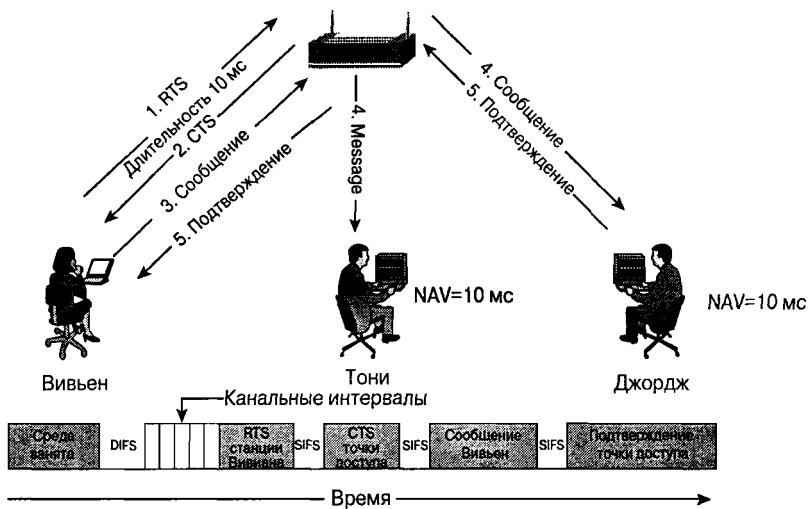 1. RTS
Длительность 10 мс
2. CTS
3. Сообщение
5. Подтверждение
4. Message
4. Сообщение
5. Подтверждение
NAV=10 мс
NAV=10 мс
Вивьен
Тони
Джордж
Канальные интервалы
Среда
занята
DIFS
RTS
станции
Вивиана
SIFS
CTS
точки
доступа
SIFS
Сообщение
Вивьен
SIFS
Подтверждение
точки доступа
Время